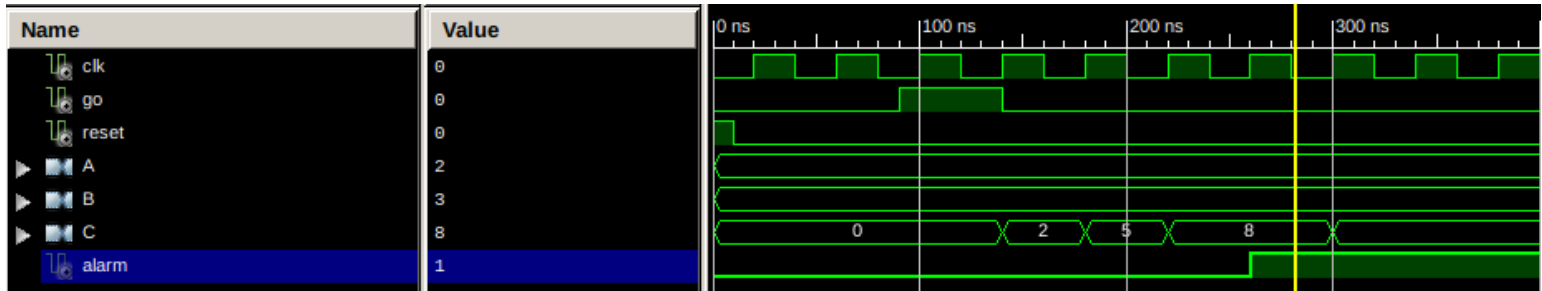 Name Value 0 ns 100 ns 200 ns 300 ns
clk 0
go 0
reset 0
A 2
B 3
C 8 0 2 5 8
alarm 1